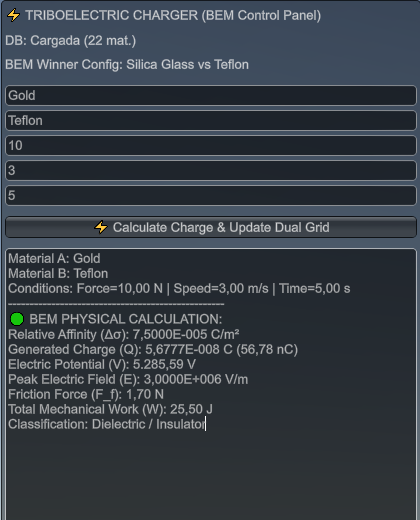 ⚡ TRIBOELECTRIC CHARGER (BEM Control Panel)
DB: Cargada (22 mat.)
BEM Winner Config: Silica Glass vs Teflon
Gold
Teflon
10
3
5
⚡ Calculate Charge & Update Dual Grid
Material A: Gold
Material B: Teflon
Conditions: Force=10,00 N | Speed=3,00 m/s | Time=5,00 s
--------------------------------------------------------
🟢 BEM PHYSICAL CALCULATION:
Relative Affinity (Δσ): 7,5000E-005 C/m²
Generated Charge (Q): 5,6777E-008 C (56,78 nC)
Electric Potential (V): 5.285,59 V
Peak Electric Field (E): 3,0000E+006 V/m
Friction Force (F_f): 1,70 N
Total Mechanical Work (W): 25,50 J
Classification: Dielectric / Insulator